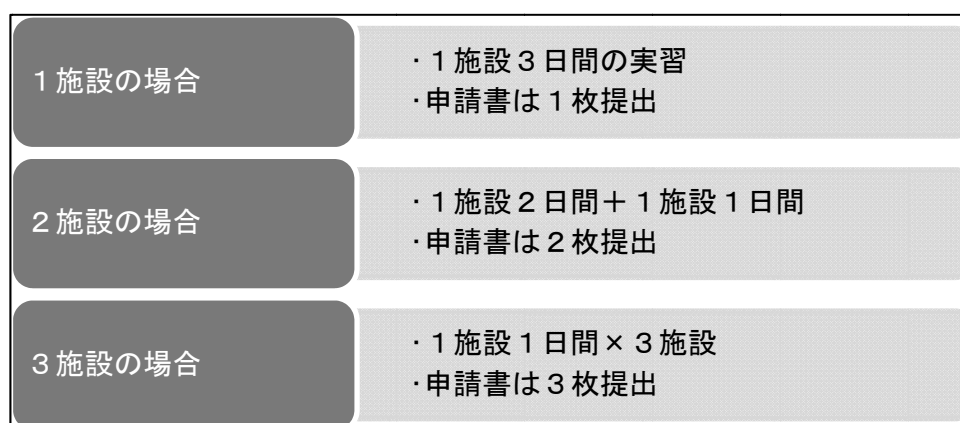 １施設の場合
・１施設３日間の実習
・申請書は１枚提出
２施設の場合
・１施設２日間＋１施設１日間
・申請書は２枚提出
３施設の場合
・１施設１日間×３施設
・申請書は３枚提出